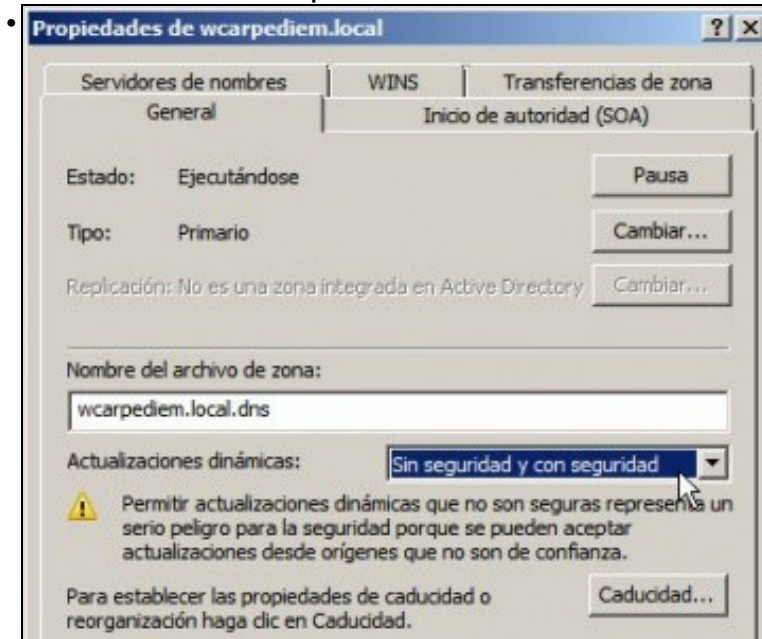 Propiedades de wcarpediem.local
Servidores de nombres WINS Transferencias de zona
General Inicio de autoridad (SOA)
Estado: Ejecutándose Pausa
Tipo: Primario Cambiar...
Replicación: No es una zona integrada en Active Directory Cambiar...
Nombre del archivo de zona:
wcarpediem.local.dns
Actualizaciones dinámicas: Sin seguridad y con seguridad
Permitir actualizaciones dinámicas que no son seguras representa un
serio peligro para la seguridad porque se pueden aceptar
actualizaciones desde orígenes que no son de confianza.
Para establecer las propiedades de caducidad o Caducidad...
reorganización haga clic en Caducidad.